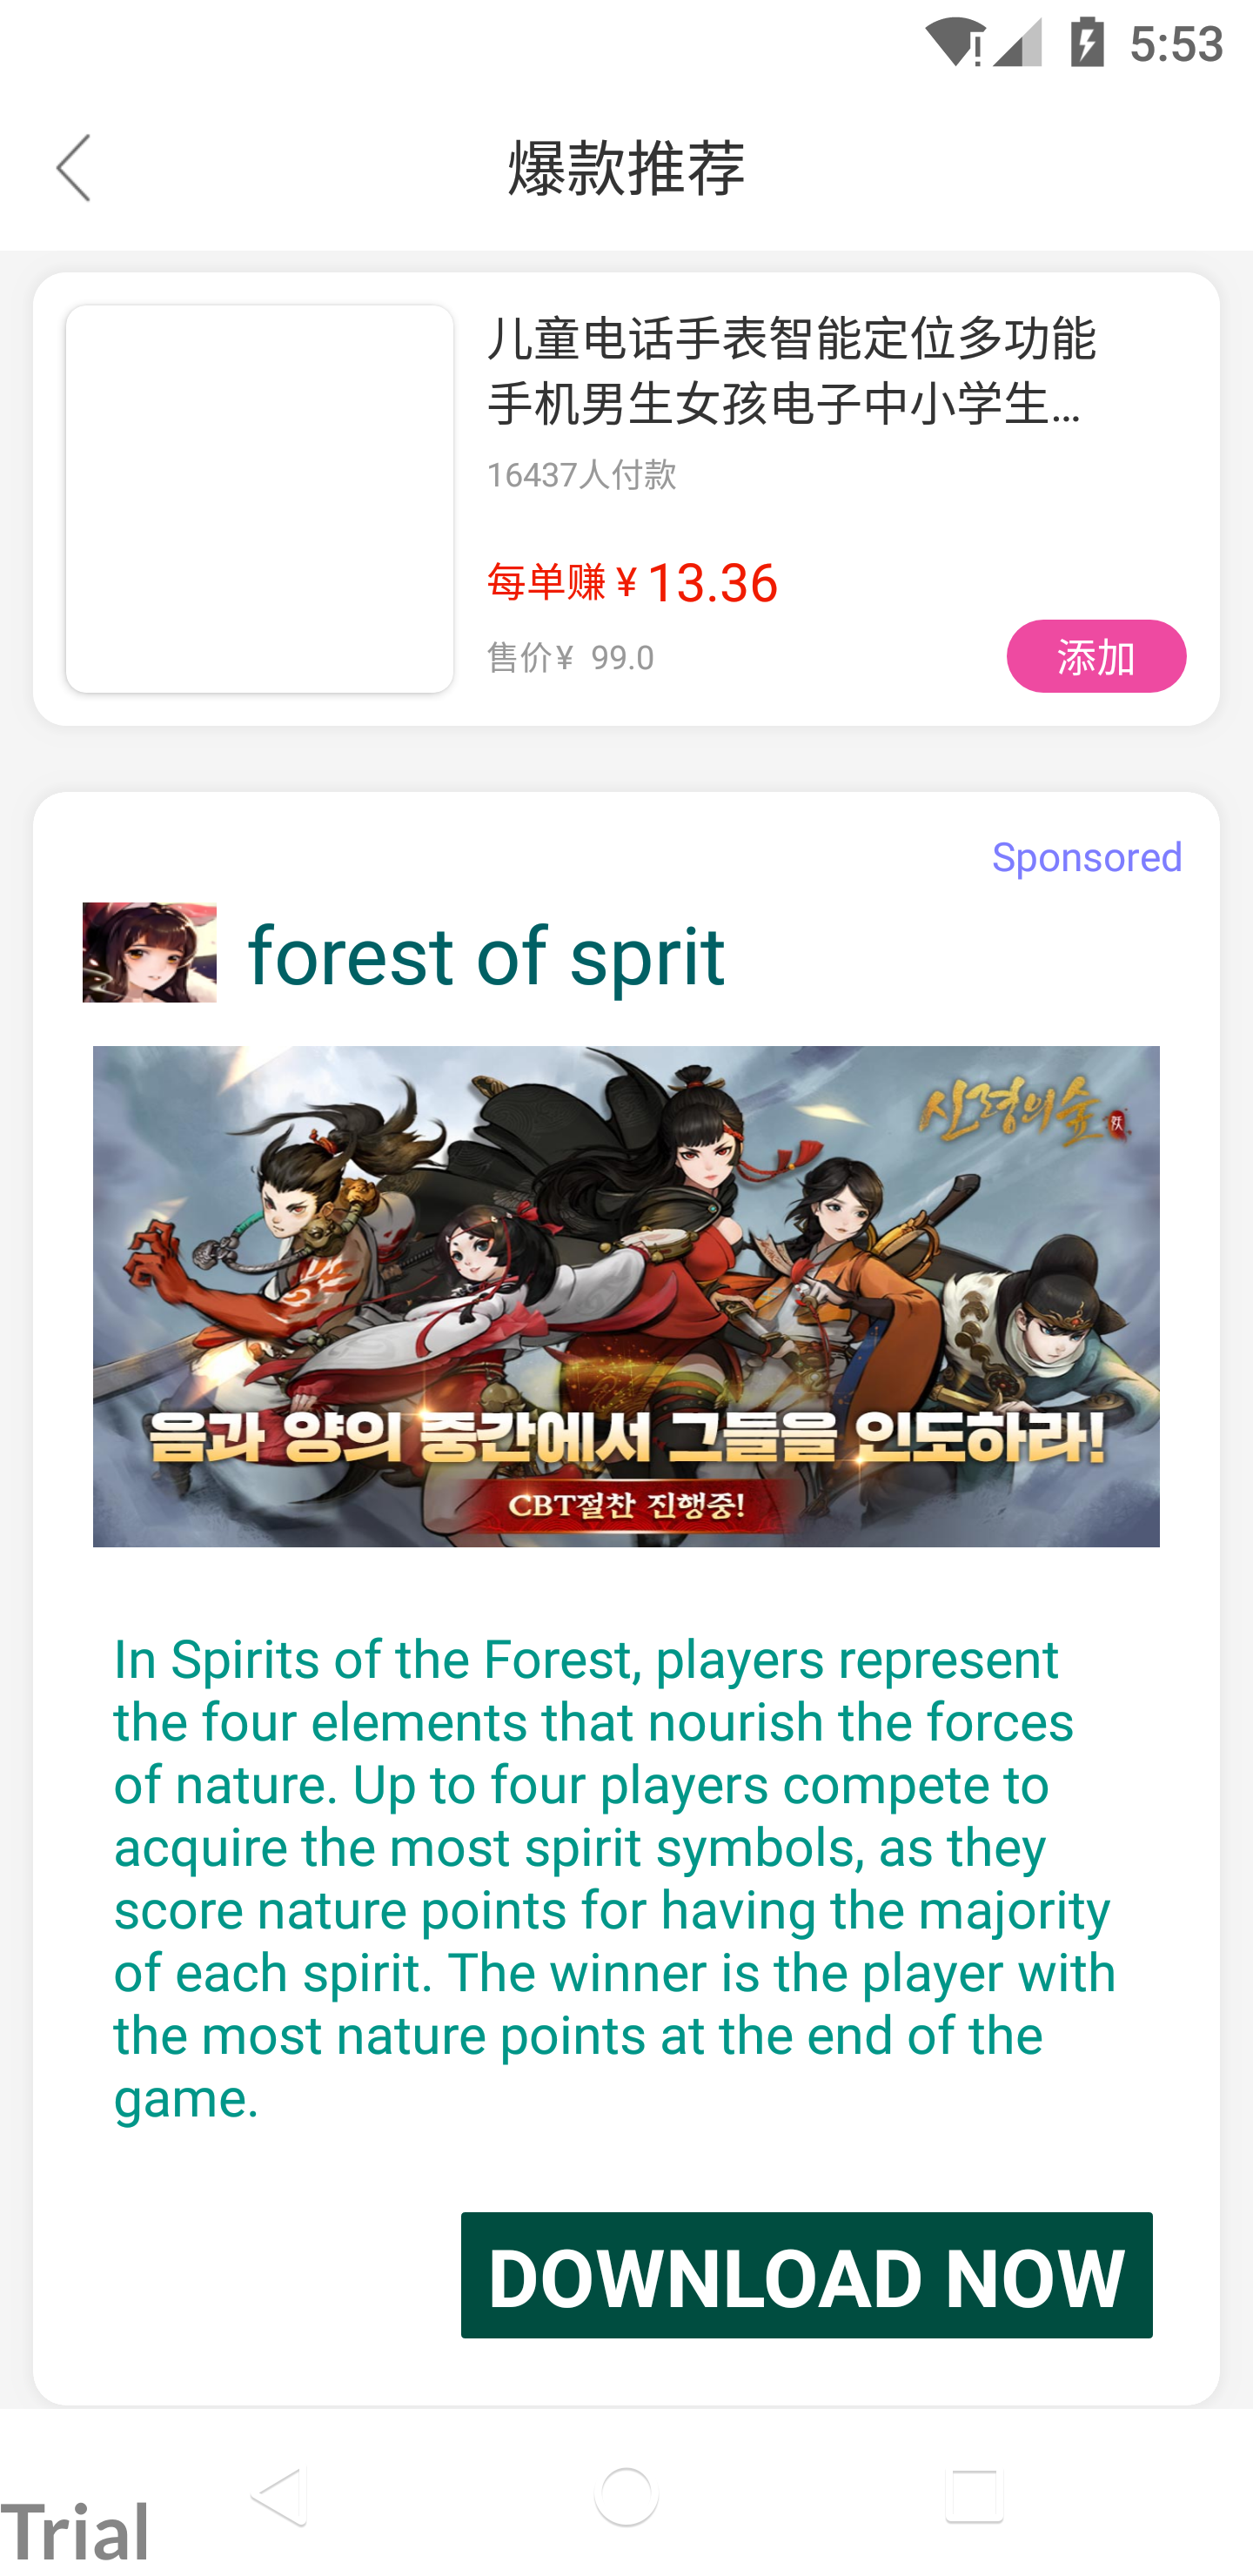 5:53
爆款推荐
儿童电话手表智能定位多功能
手机男生女孩电子中小学生...
16437人付款
每单赚 ¥ 13.36
售价¥ 99.0
添加
Sponsored
forest of sprit
신령의숲
妖
음과 양의 중간에서 그들을 인도하라!
CBT절찬 진행중!
In Spirits of the Forest, players represent
the four elements that nourish the forces
of nature. Up to four players compete to
acquire the most spirit symbols, as they
score nature points for having the majority
of each spirit. The winner is the player with
the most nature points at the end of the
game.
DOWNLOAD NOW
Trial